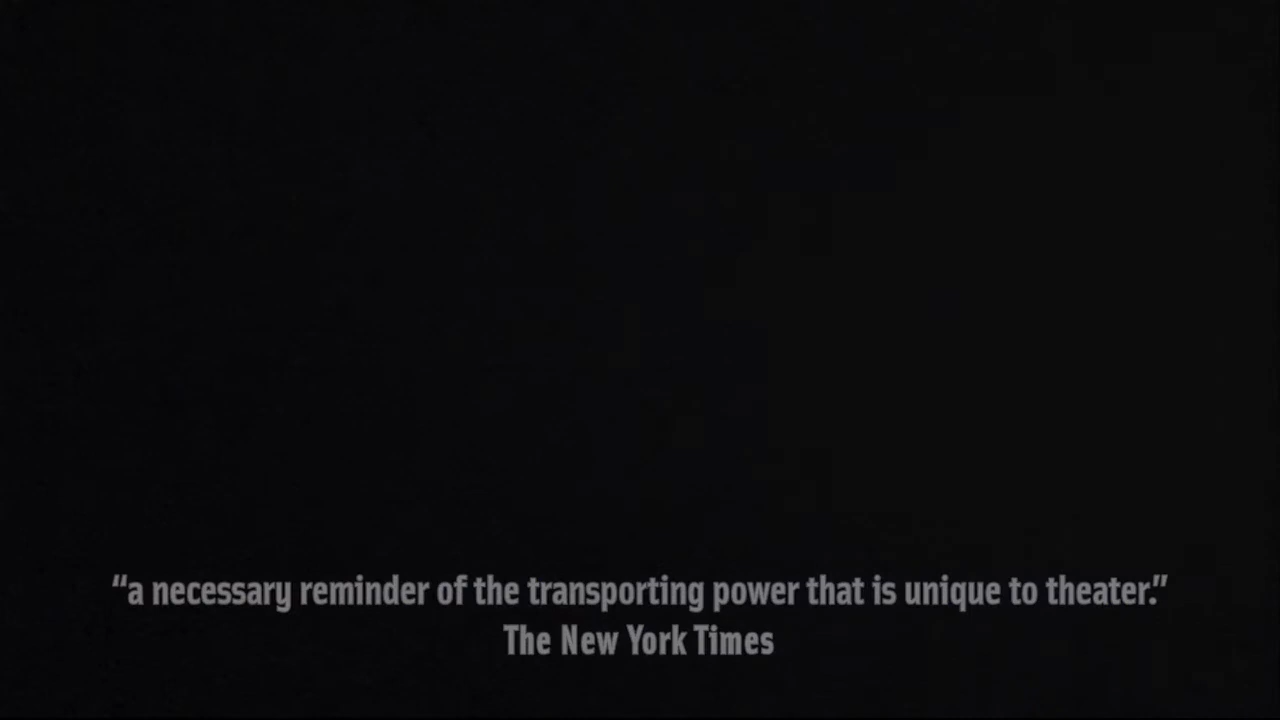 “a necessary reminder of the transporting power that is unique to theater.”
The New York Times